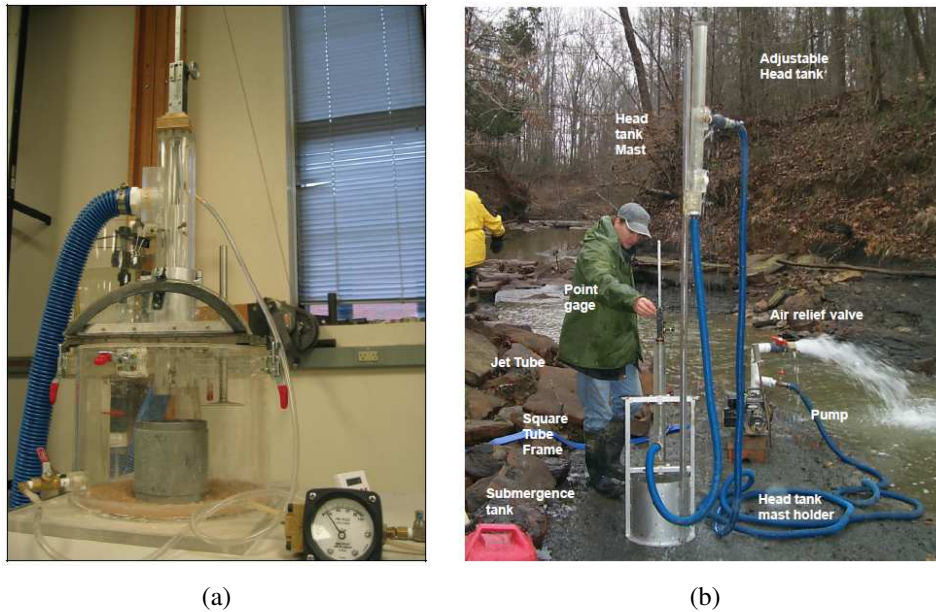 Adjustable
Head tank
Head
tank
Mast
Point
gage
Air relief valve
Jet Tube
Pump
Square
Tube
Frame
Submergence
tank
Head tank
mast holder
(a)
(b)